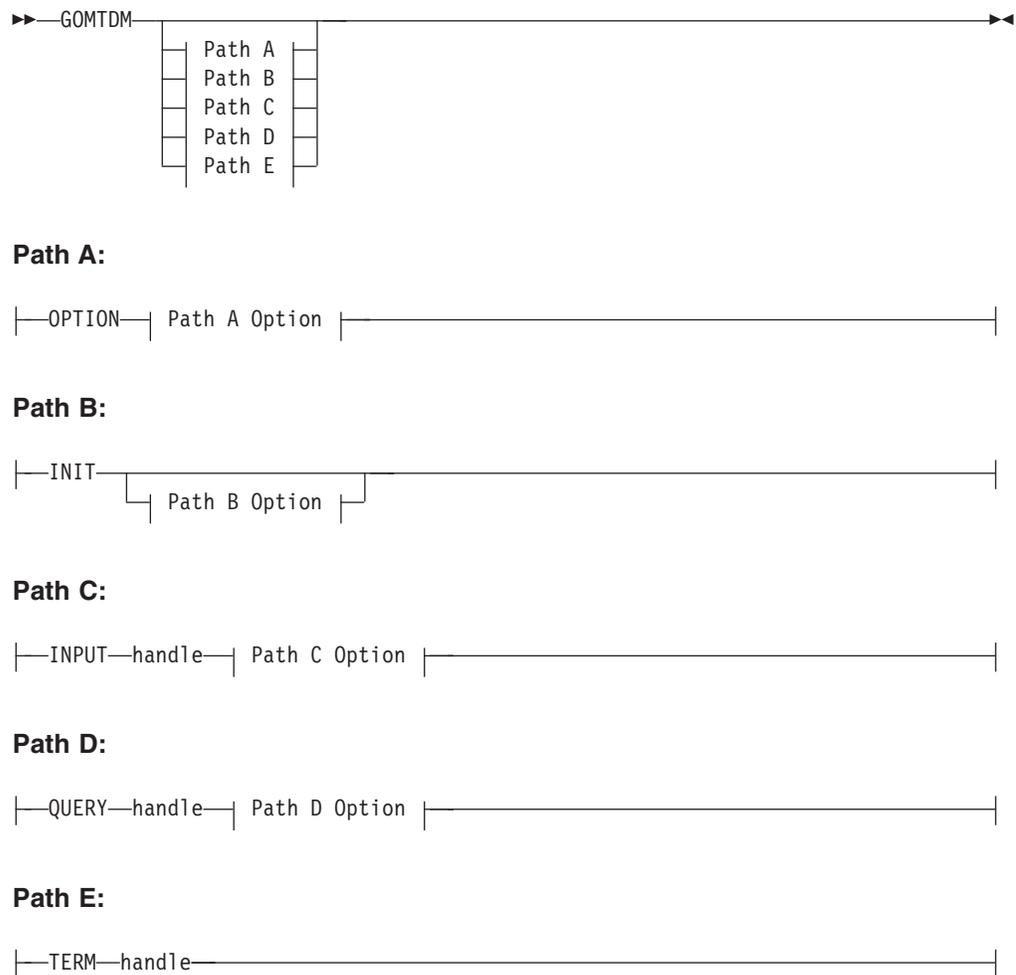 GOMTDM
Path A
Path B
Path C
Path D
Path E
Path A:
OPTION Path A Option
Path B:
INIT
Path B Option
Path C:
INPUT handle Path C Option
Path D:
QUERY handle Path D Option
Path E:
TERM handle